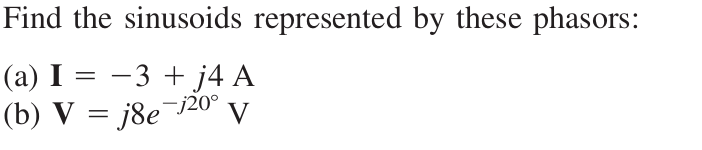 Find the sinusoids represented by these phasors:
(a) I = −3 + j4 A
(b) V = j8e^{−j20°} V